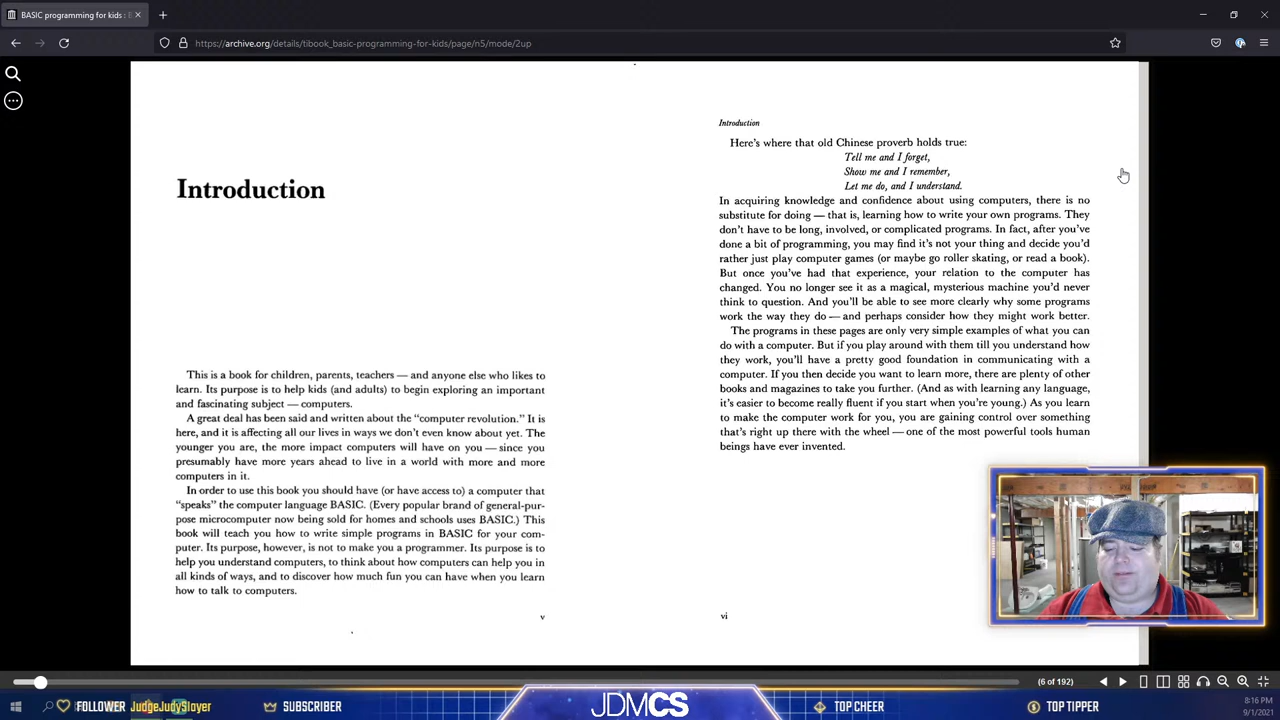 BASIC programming for kids : B
https://archive.org/details/tibook_basic-programming-for-kids/page/n5/mode/2up
Introduction
This is a book for children, parents, teachers — and anyone else who likes to
learn. Its purpose is to help kids (and adults) to begin exploring an important
and fascinating subject — computers.
A great deal has been said and written about the “computer revolution.” It is
here, and it is affecting all our lives in ways we don't even know about yet. The
younger you are, the more impact computers will have on you — since you
presumably have more years ahead to live in a world with more and more
computers in it.
In order to use this book you should have (or have access to) a computer that
“speaks” the computer language BASIC. (Every popular brand of general-pur-
pose microcomputer now being sold for homes and schools uses BASIC.) This
book will teach you how to write simple programs in BASIC for your com-
puter. Its purpose, however, is not to make you a programmer. Its purpose is to
help you understand computers, to think about how computers can help you in
all kinds of ways, and to discover how much fun you can have when you learn
how to talk to computers.
v
Introduction
Here's where that old Chinese proverb holds true:
Tell me and I forget,
Show me and I remember,
Let me do, and I understand.
In acquiring knowledge and confidence about using computers, there is no
substitute for doing — that is, learning how to write your own programs. They
don't have to be long, involved, or complicated programs. In fact, after you've
done a bit of programming, you may find it's not your thing and decide you'd
rather just play computer games (or maybe go roller skating, or read a book).
But once you've had that experience, your relation to the computer has
changed. You no longer see it as a magical, mysterious machine you'd never
think to question. And you'll be able to see more clearly why some programs
work the way they do — and perhaps consider how they might work better.
The programs in these pages are only very simple examples of what you can
do with a computer. But if you play around with them till you understand how
they work, you'll have a pretty good foundation in communicating with a
computer. If you then decide you want to learn more, there are plenty of other
books and magazines to take you further. (And as with learning any language,
it's easier to become really fluent if you start when you're young.) As you learn
to make the computer work for you, you are gaining control over something
that's right up there with the wheel — one of the most powerful tools human
beings have ever invented.
vi
(6 of 192)
FOLLOWER JudgeJudySlayer
SUBSCRIBER
JDMCS
TOP CHEER
TOP TIPPER
8:16 PM
9/1/2021